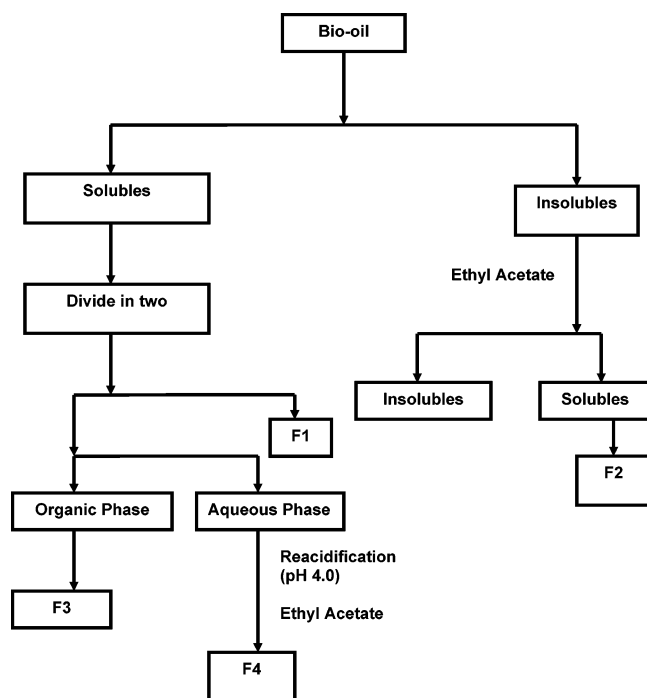 Bio-oil
Solubles
Insolubles
Ethyl Acetate
Divide in two
Insolubles
Solubles
F1
F2
Organic Phase
Aqueous Phase
Reacidification
(pH 4.0)
Ethyl Acetate
F3
F4